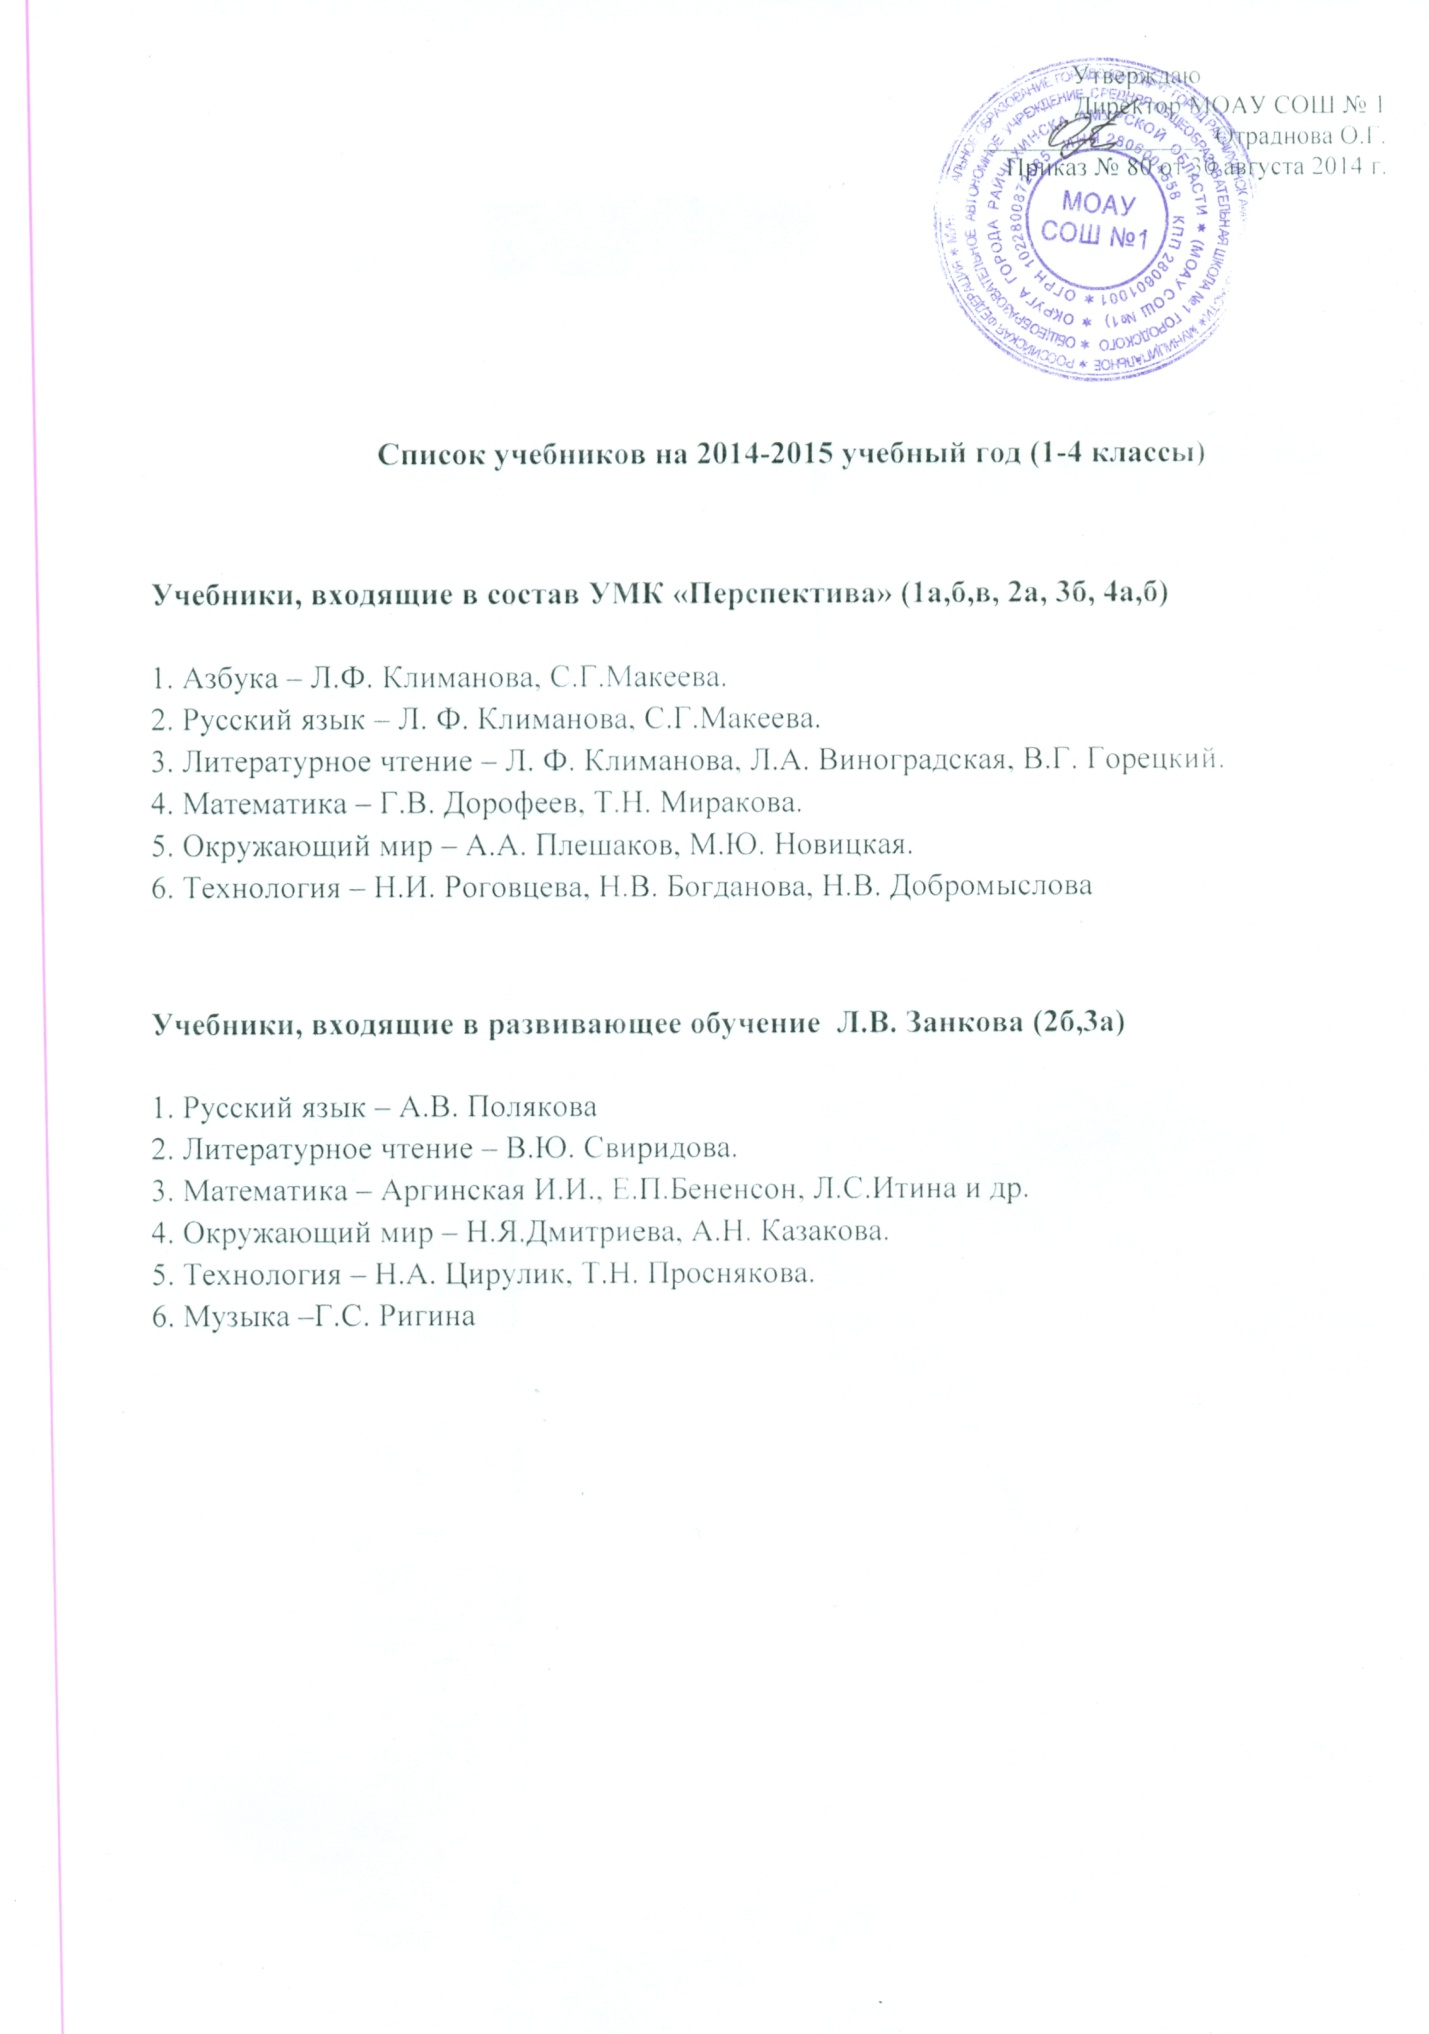 Утверждаю
Директор МОАУ СОШ № 1
Отраднова О.Г.
Приказ № 80 от 30 августа 2014 г.
МОАУ
СОШ №1
Список учебников на 2014-2015 учебный год (1-4 классы)
Учебники, входящие в состав УМК «Перспектива» (1а,б,в, 2а, 3б, 4а,б)
1. Азбука – Л.Ф. Климанова, С.Г.Макеева.
2. Русский язык – Л. Ф. Климанова, С.Г.Макеева.
3. Литературное чтение – Л. Ф. Климанова, Л.А. Виноградская, В.Г. Горецкий.
4. Математика – Г.В. Дорофеев, Т.Н. Миракова.
5. Окружающий мир – А.А. Плешаков, М.Ю. Новицкая.
6. Технология – Н.И. Роговцева, Н.В. Богданова, Н.В. Добромыслова
Учебники, входящие в развивающее обучение  Л.В. Занкова (2б,3а)
1. Русский язык – А.В. Полякова
2. Литературное чтение – В.Ю. Свиридова.
3. Математика – Аргинская И.И., Е.П.Бененсон, Л.С.Итина и др.
4. Окружающий мир – Н.Я.Дмитриева, А.Н. Казакова.
5. Технология – Н.А. Цирулик, Т.Н. Проснякова.
6. Музыка –Г.С. Ригина